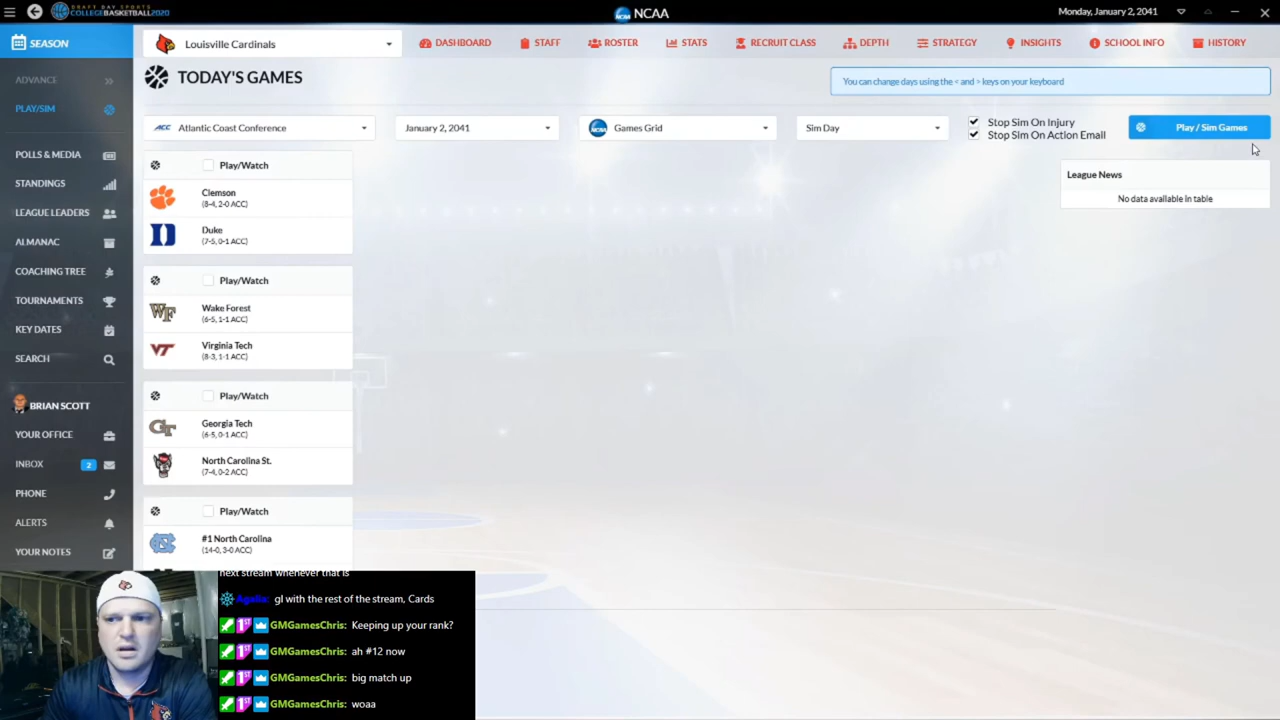 DRAFT DAY SPORTS
COLLEGE BASKETBALL 2020
NCAA
Monday, January 2, 2041
SEASON
Louisville Cardinals
DASHBOARD
STAFF
ROSTER
STATS
RECRUIT CLASS
DEPTH
STRATEGY
INSIGHTS
SCHOOL INFO
HISTORY
ADVANCE
PLAY/SIM
POLLS & MEDIA
STANDINGS
LEAGUE LEADERS
ALMANAC
COACHING TREE
TOURNAMENTS
KEY DATES
SEARCH
BRIAN SCOTT
YOUR OFFICE
INBOX 2
PHONE
ALERTS
YOUR NOTES
TODAY'S GAMES
You can change days using the < and > keys on your keyboard
ACC Atlantic Coast Conference
January 2, 2041
NCAA Games Grid
Sim Day
Stop Sim On Injury
Stop Sim On Action Email
Play / Sim Games
League News
No data available in table
Play/Watch
Clemson
(8-4, 2-0 ACC)
Duke
(7-5, 0-1 ACC)
Play/Watch
Wake Forest
(6-5, 1-1 ACC)
Virginia Tech
(8-3, 1-1 ACC)
Play/Watch
Georgia Tech
(6-5, 0-1 ACC)
North Carolina St.
(7-4, 0-2 ACC)
Play/Watch
#1 North Carolina
(14-0, 3-0 ACC)
next stream whenever that is
Agalia: gl with the rest of the stream, Cards
GMGamesChris: Keeping up your rank?
GMGamesChris: ah #12 now
GMGamesChris: big match up
GMGamesChris: woaa